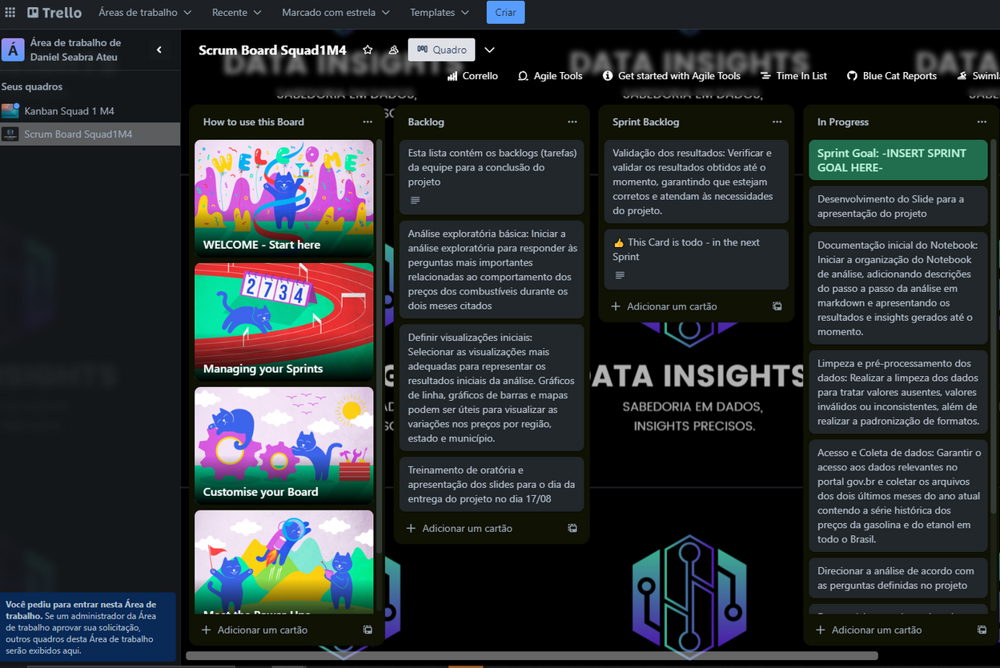 Trello
Áreas de trabalho
Recente
Marcado com estrela
Templates
Criar
Á
Área de trabalho de
Daniel Seabra Ateu
Seus quadros
Kanban Squad 1 M4
Scrum Board Squad1M4
Você pediu para entrar nesta Área de
trabalho. Se um administrador da Área
de trabalho aprovar sua solicitação,
outros quadros desta Área de trabalho
serão exibidos aqui.
Scrum Board Squad1M4
Quadro
Corrello
Agile Tools
Get started with Agile Tools
Time In List
Blue Cat Reports
DATA INSIGHTS
DATA INSIGHTS
DATA
SABEDORIA EM DADOS,
SABEDORIA EM DADOS,
How to use this Board
WELCOME
WELCOME - Start here
2734
Managing your Sprints
Customise your Board
Adicionar um cartão
Backlog
Esta lista contém os backlogs (tarefas)
da equipe para a conclusão do
projeto
Análise exploratória básica: Iniciar a
análise exploratória para responder às
perguntas mais importantes
relacionadas ao comportamento dos
preços dos combustíveis durante os
dois meses citados
Definir visualizações iniciais:
Selecionar as visualizações mais
adequadas para representar os
resultados iniciais da análise. Gráficos
de linha, gráficos de barras e mapas
podem ser úteis para visualizar as
variações nos preços por região,
estado e município.
Treinamento de oratória e
apresentação dos slides para o dia da
entrega do projeto no dia 17/08
Adicionar um cartão
Sprint Backlog
Validação dos resultados: Verificar e
validar os resultados obtidos até o
momento, garantindo que estejam
corretos e atendam às necessidades
do projeto.
👍 This Card is todo - in the next
Sprint
Adicionar um cartão
DATA INSIGHTS
SABEDORIA EM DADOS,
INSIGHTS PRECISOS.
In Progress
Sprint Goal: -INSERT SPRINT
GOAL HERE-
Desenvolvimento do Slide para a
apresentação do projeto
Documentação inicial do Notebook:
Iniciar a organização do Notebook
de análise, adicionando descrições
do passo a passo da análise em
markdown e apresentando os
resultados e insights gerados até o
momento.
Limpeza e pré-processamento dos
dados: Realizar a limpeza dos dados
para tratar valores ausentes, valores
inválidos ou inconsistentes, além de
realizar a padronização de formatos.
Acesso e Coleta de dados: Garantir o
acesso aos dados relevantes no
portal gov.br e coletar os arquivos
dos dois últimos meses do ano atual
contendo a série histórica dos
preços da gasolina e do etanol em
todo o Brasil.
Direcionar a análise de acordo com
as perguntas definidas no projeto
Adicionar um cartão